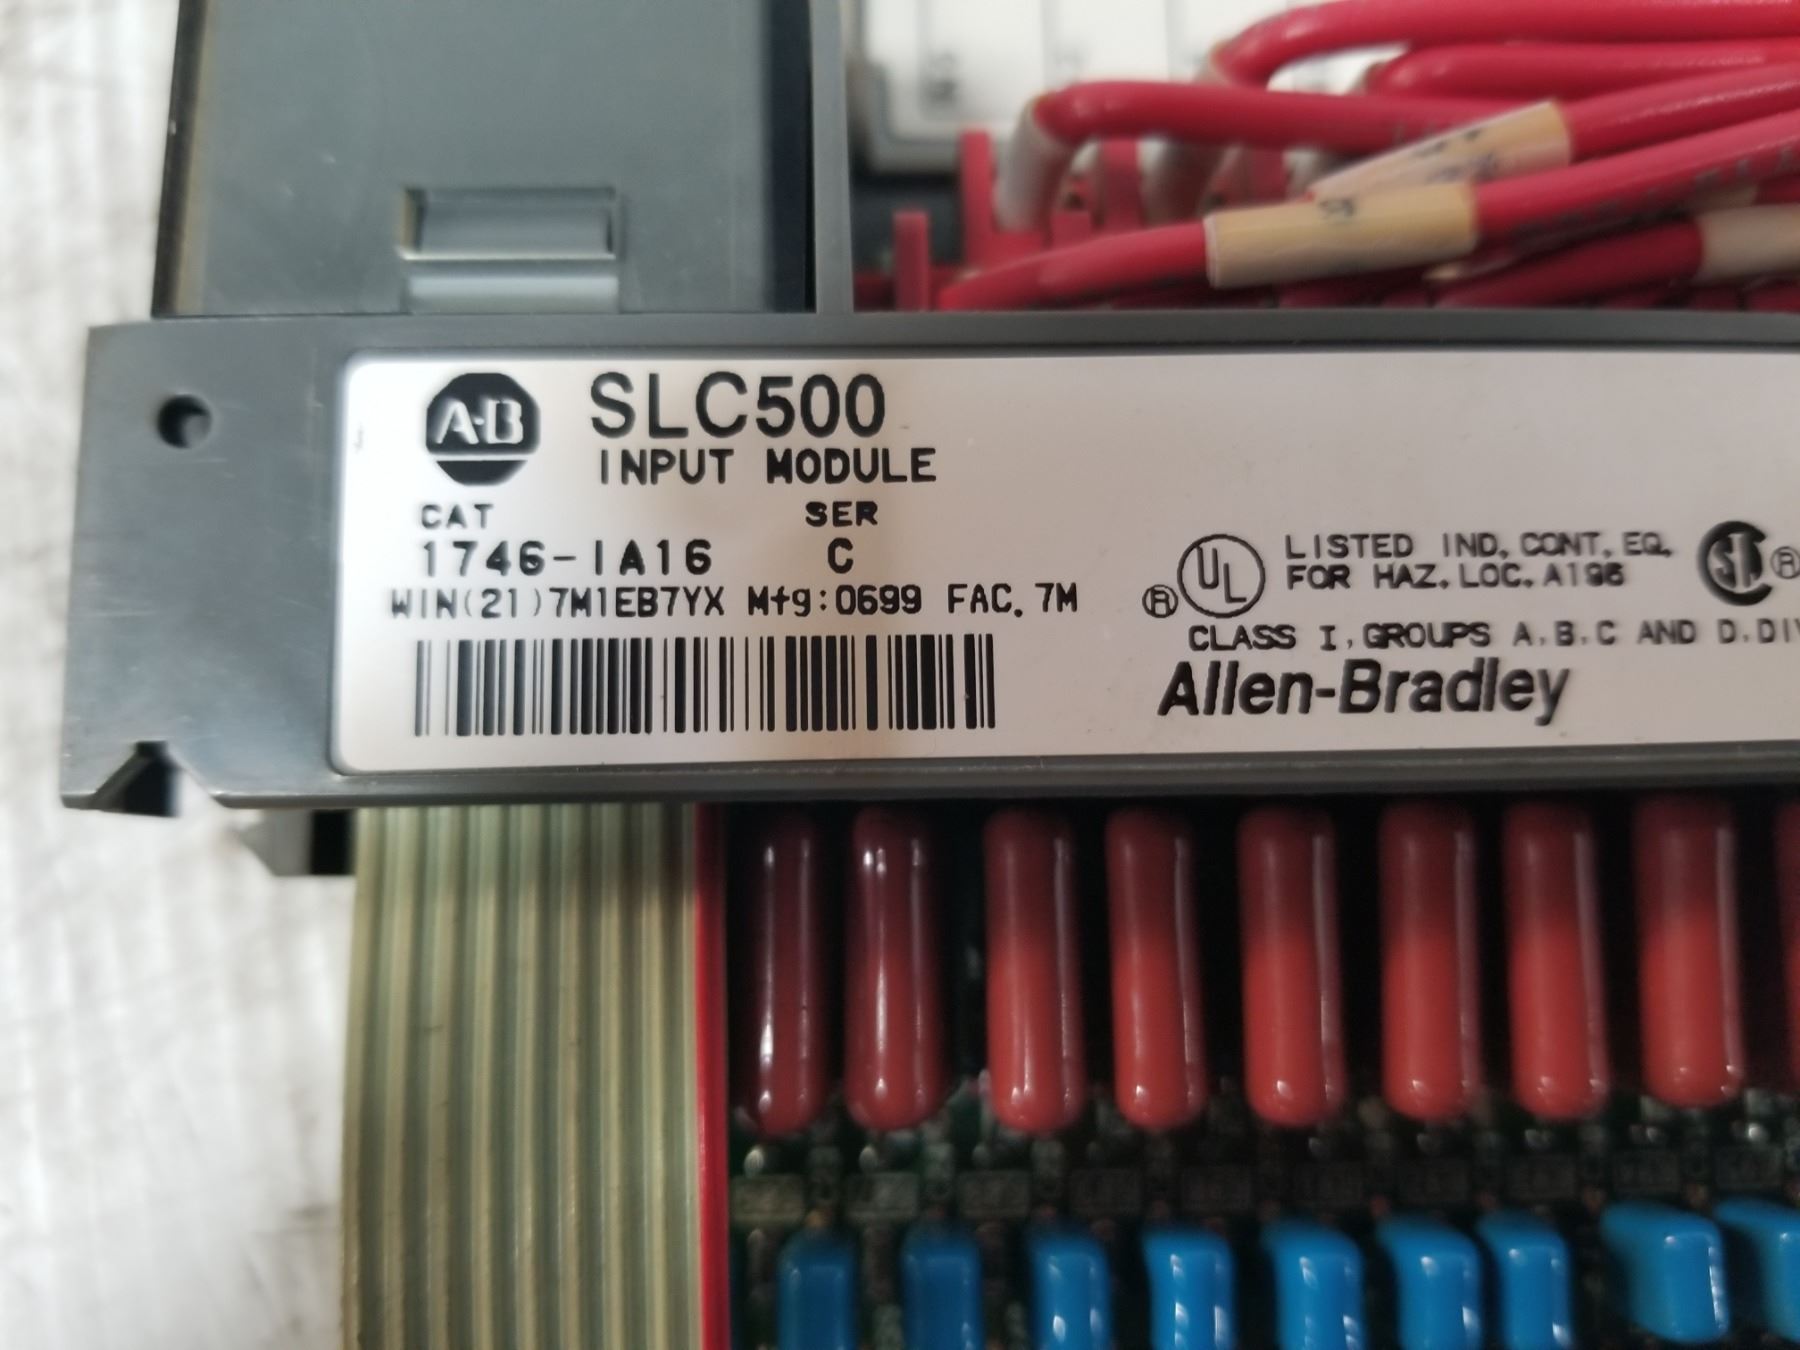 A-B SLC500
INPUT MODULE
CAT SER
1746-IA16 C
WIN(21)7M1EB7YX Mfg:0699 FAC. 7M
UL LISTED IND. CONT. EQ.
FOR HAZ. LOC. A196
CLASS I, GROUPS A, B, C AND D, DIV
Allen-Bradley